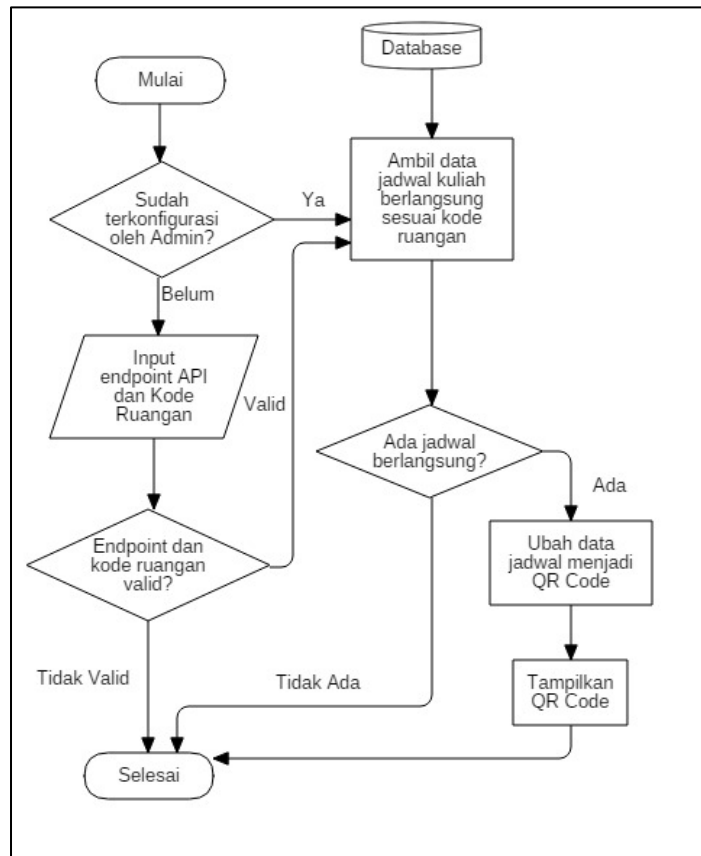 Database
Mulai
Ambil data
jadwal kuliah
berlangsung
sesuai kode
ruangan
Sudah
terkonfigurasi
oleh Admin?
Ya
Belum
Input
endpoint API
dan Kode
Ruangan
Valid
Ada jadwal
berlangsung?
Ada
Endpoint dan
kode ruangan
valid?
Ubah data
jadwal menjadi
QR Code
Tidak Valid
Tidak Ada
Tampilkan
QR Code
Selesai